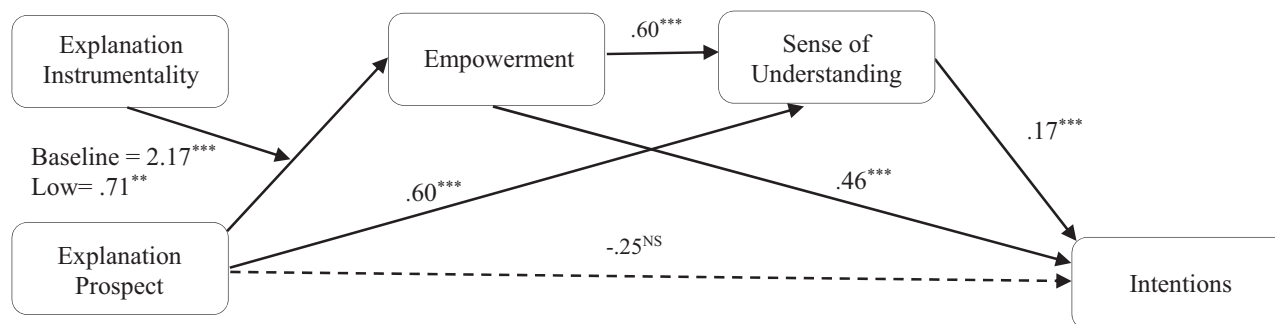 Explanation
Instrumentality
Empowerment
.60***
Sense of
Understanding
Baseline = 2.17***
Low= .71**
.17***
.60***
.46***
Explanation
Prospect
-.25NS
Intentions